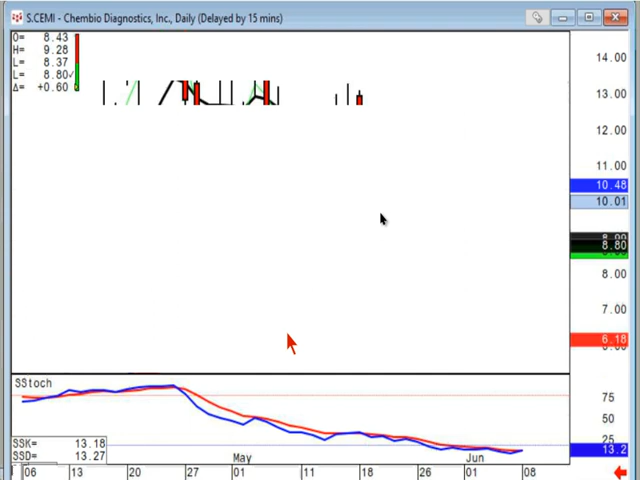 S.CEMI - Chembio Diagnostics, Inc., Daily (Delayed by 15 mins)
O= 8.43
H= 9.28
L= 8.37
L= 8.80✓
Δ= +0.60
14.00
13.00
12.00
11.00
10.48
10.01
8.80
8.00
7.00
6.18
SStoch
75
50
25
13.2
SSK= 13.18
SSD= 13.27
May
Jun
06 13 20 27 04 11 18 26 01 08